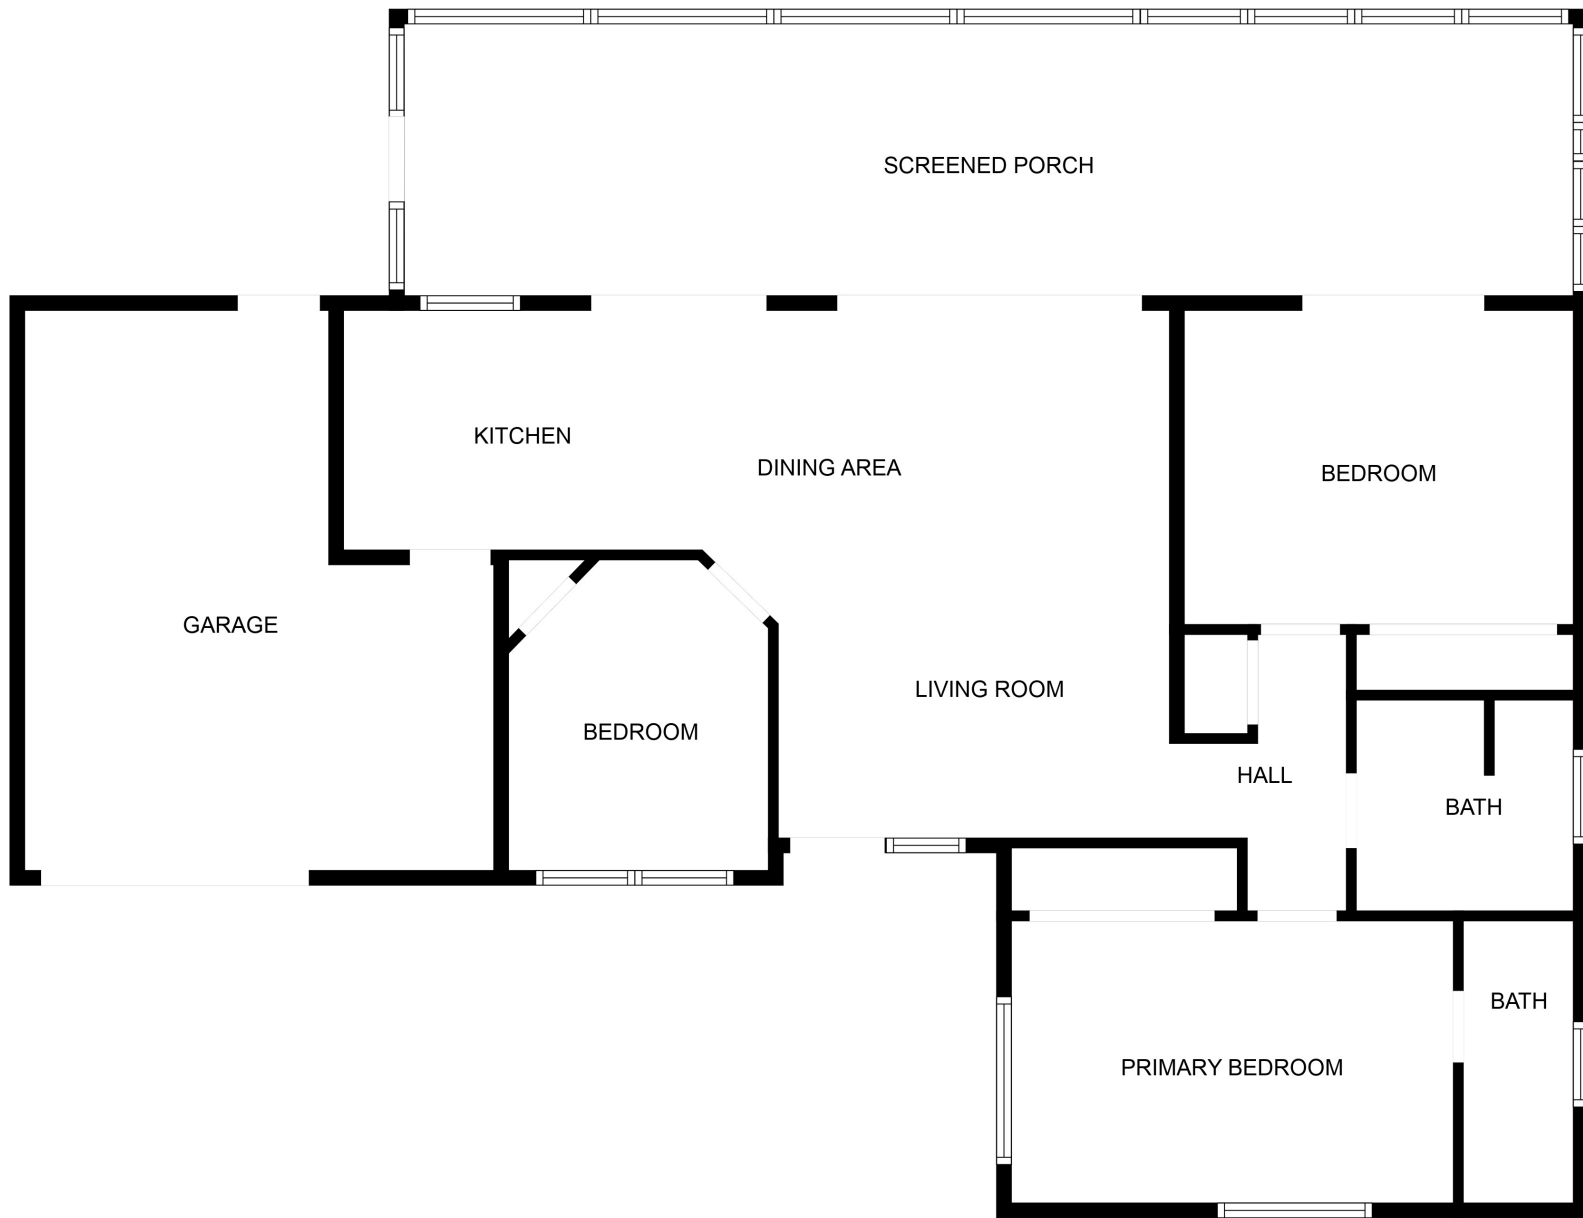 SCREENED PORCH
KITCHEN
DINING AREA
BEDROOM
GARAGE
LIVING ROOM
BEDROOM
HALL
BATH
BATH
PRIMARY BEDROOM